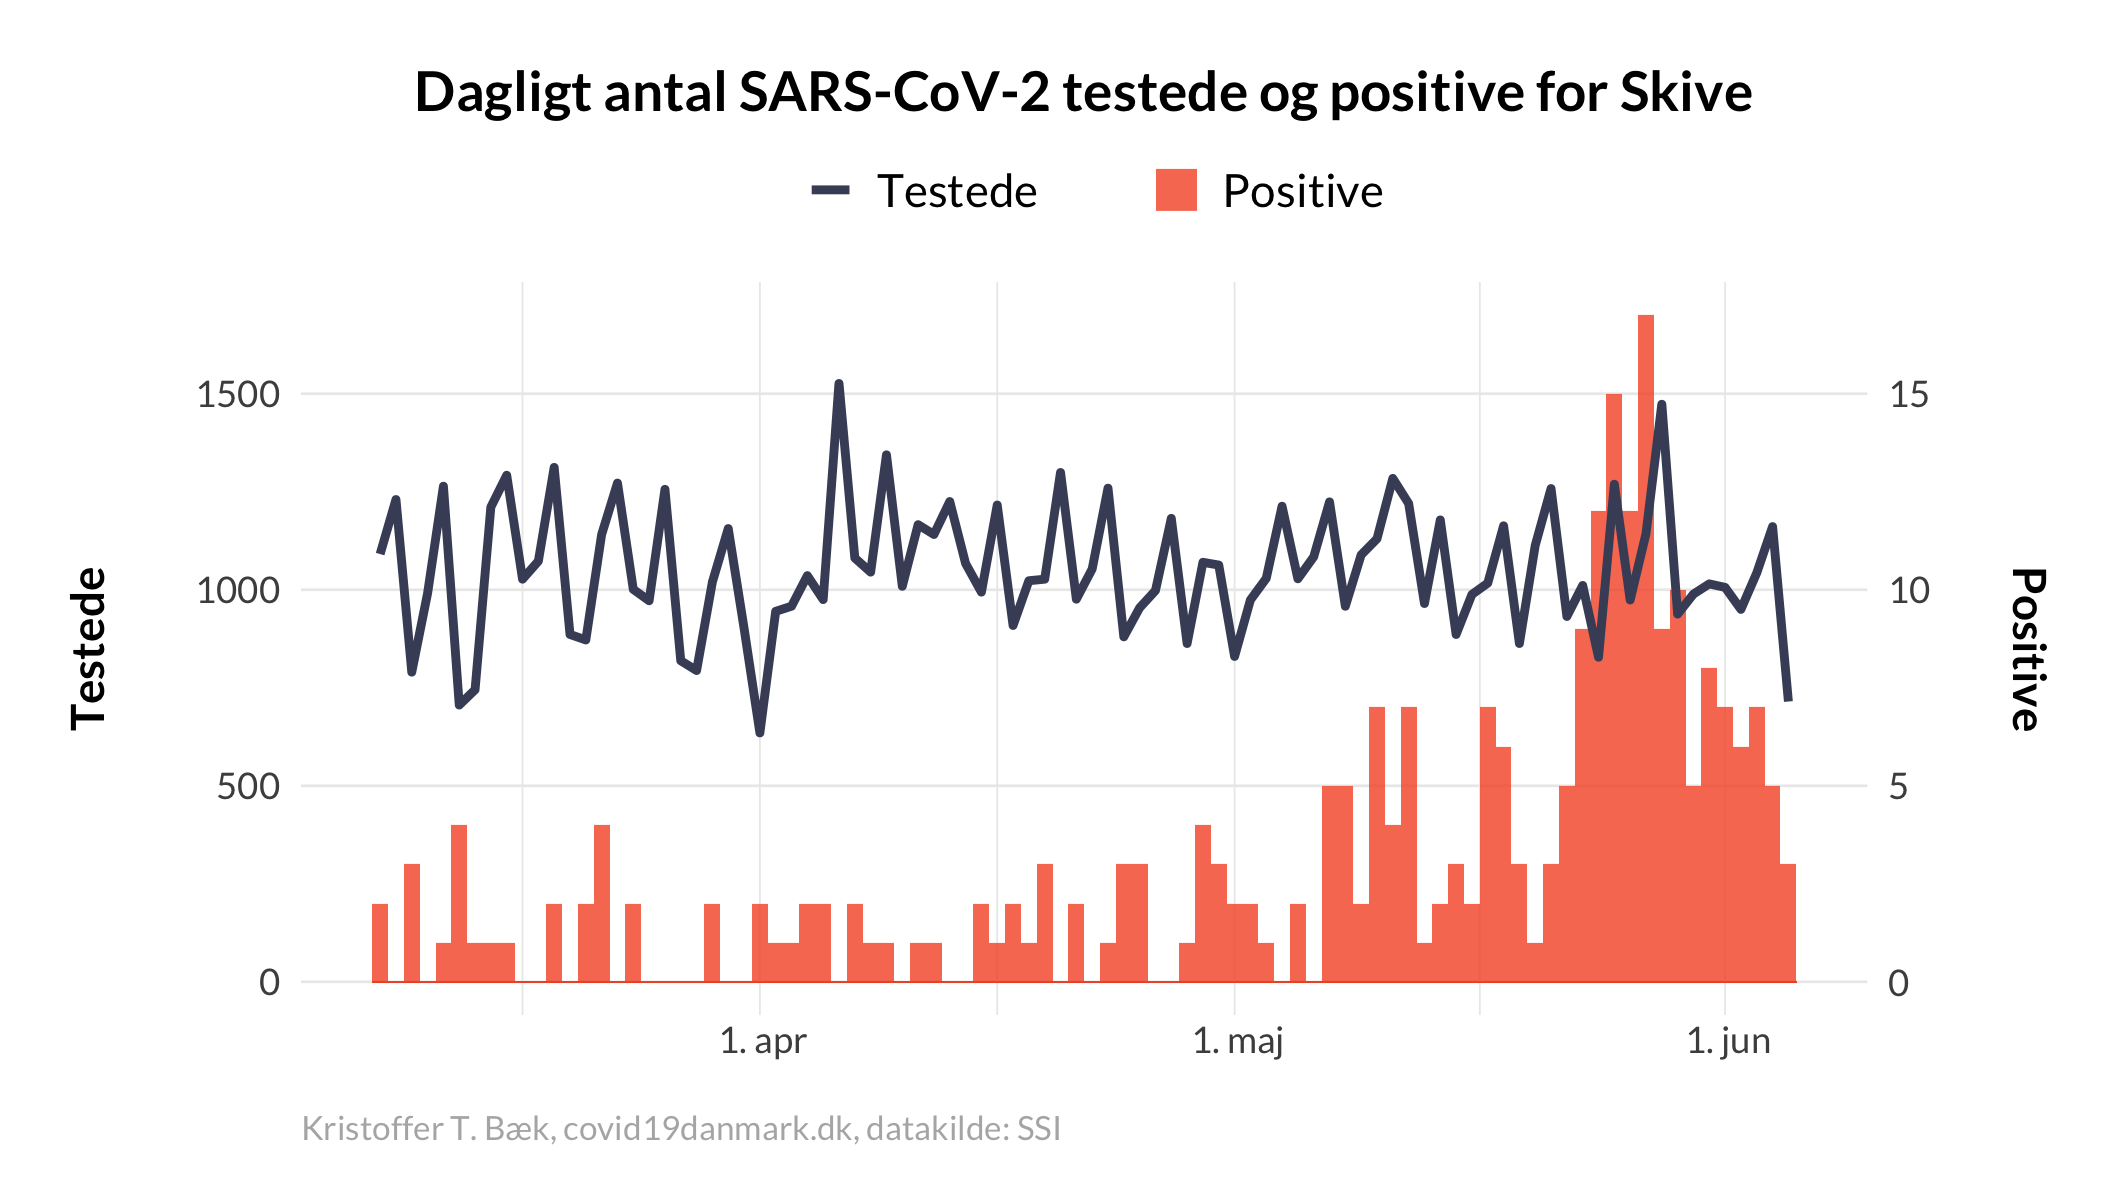 Dagligt antal SARS-CoV-2 testede og positive for Skive
Testede
Positive
1500
1000
500
0
Testede
15
10
5
0
Positive
1. apr
1. maj
1. jun
Kristoffer T. Bæk, covid19danmark.dk, datakilde: SSI